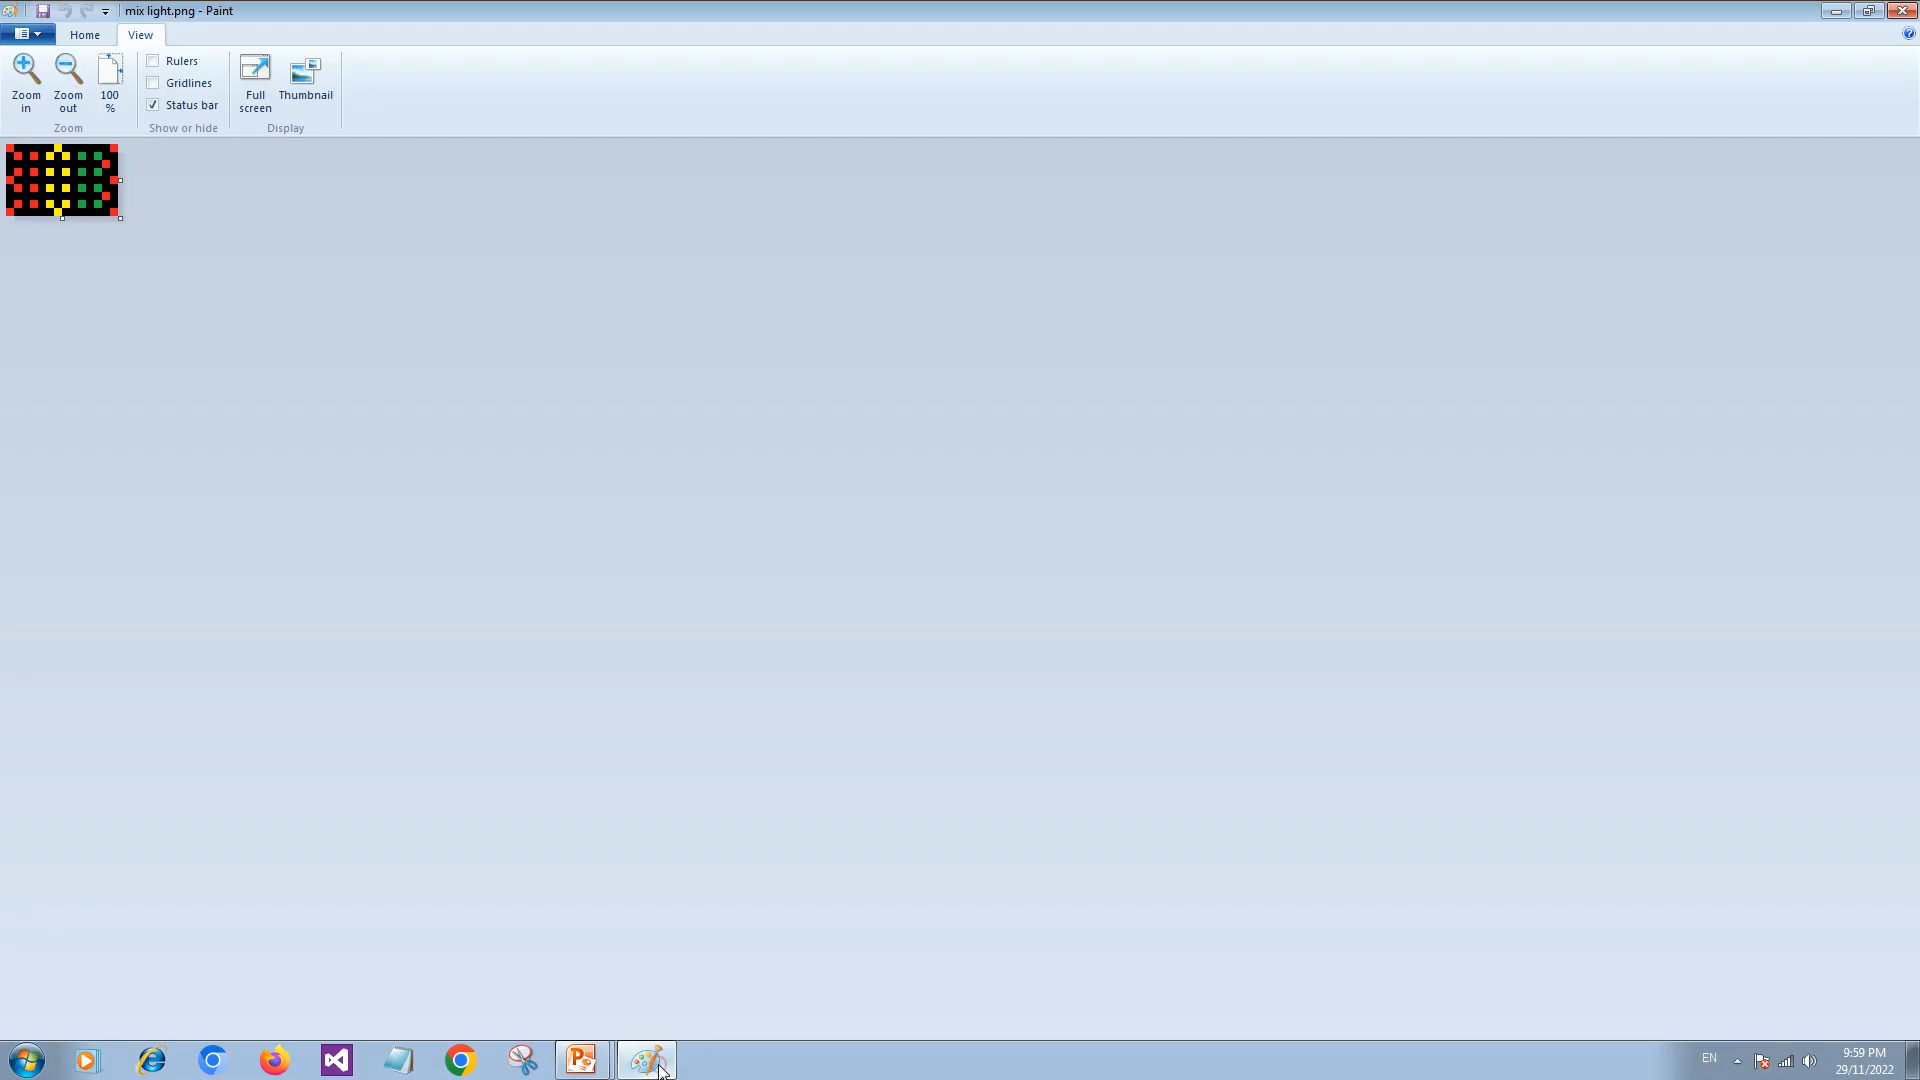 mix light.png - Paint
Home
View
Zoom in
Zoom out
100 %
Rulers
Gridlines
Status bar
Full screen
Thumbnail
Zoom
Show or hide
Display
EN
9:59 PM
29/11/2022